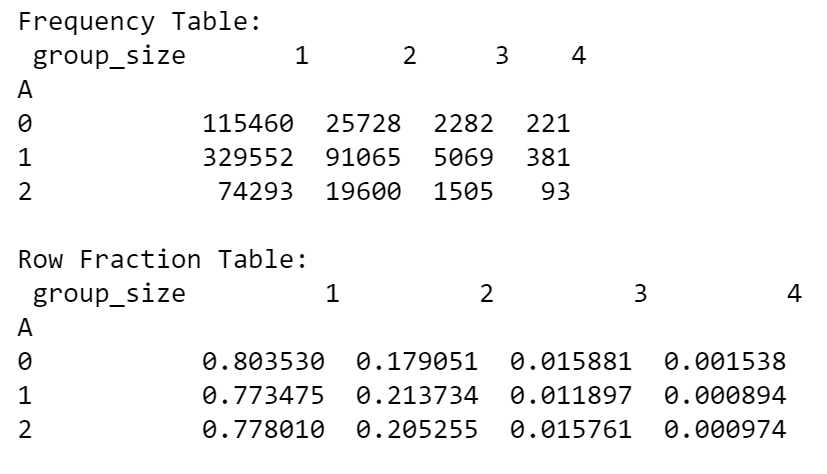 Frequency Table:
group_size 1 2 3 4
A
0 115460 25728 2282 221
1 329552 91065 5069 381
2 74293 19600 1505 93
Row Fraction Table:
group_size 1 2 3 4
A
0 0.803530 0.179051 0.015881 0.001538
1 0.773475 0.213734 0.011897 0.000894
2 0.778010 0.205255 0.015761 0.000974